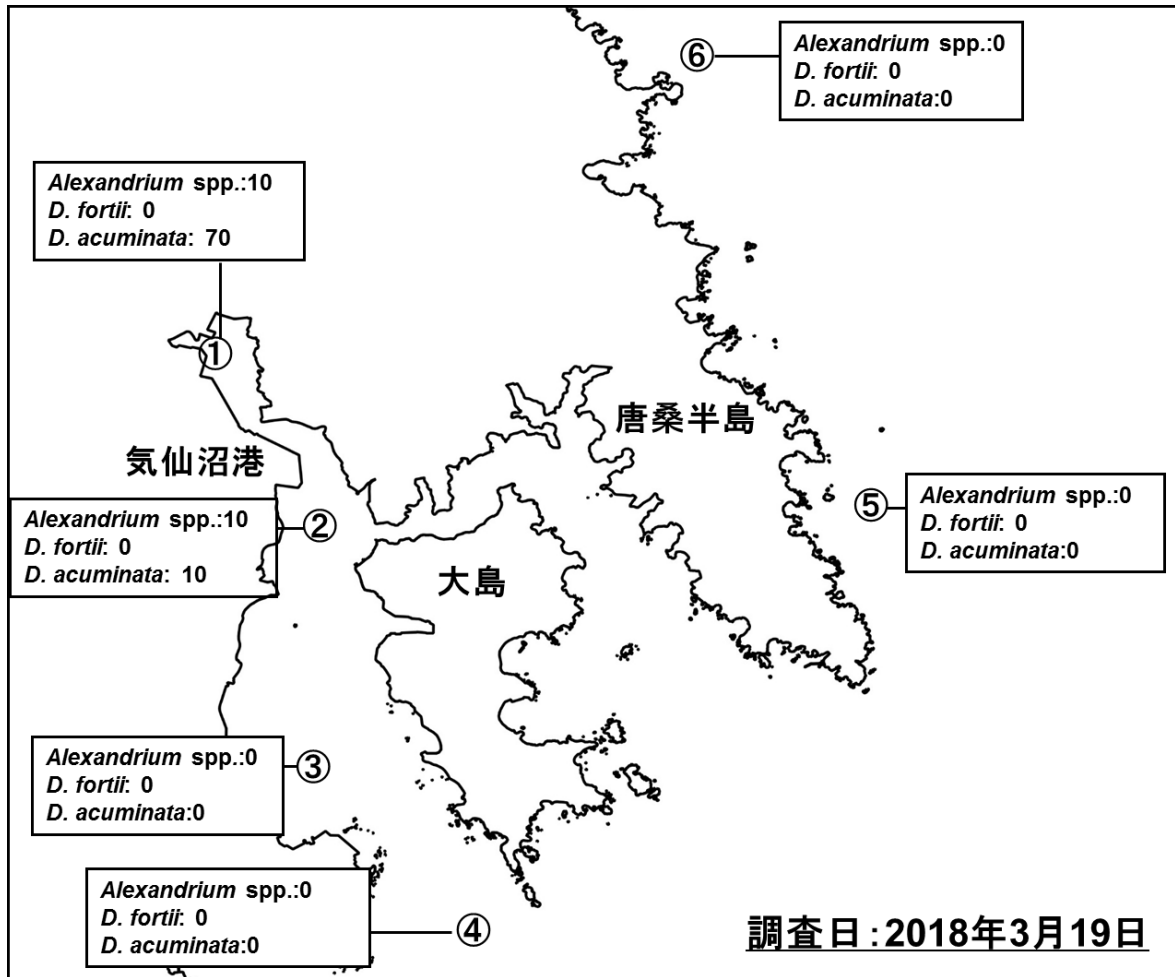 ⑥
Alexandrium spp.:0
D. fortii: 0
D. acuminata:0
Alexandrium spp.:10
D. fortii: 0
D. acuminata: 70
①
唐桑半島
気仙沼港
Alexandrium spp.:10
D. fortii: 0
D. acuminata: 10
②
⑤
Alexandrium spp.:0
D. fortii: 0
D. acuminata:0
大島
Alexandrium spp.:0
D. fortii: 0
D. acuminata:0
③
Alexandrium spp.:0
D. fortii: 0
D. acuminata:0
④
調査日:2018年3月19日